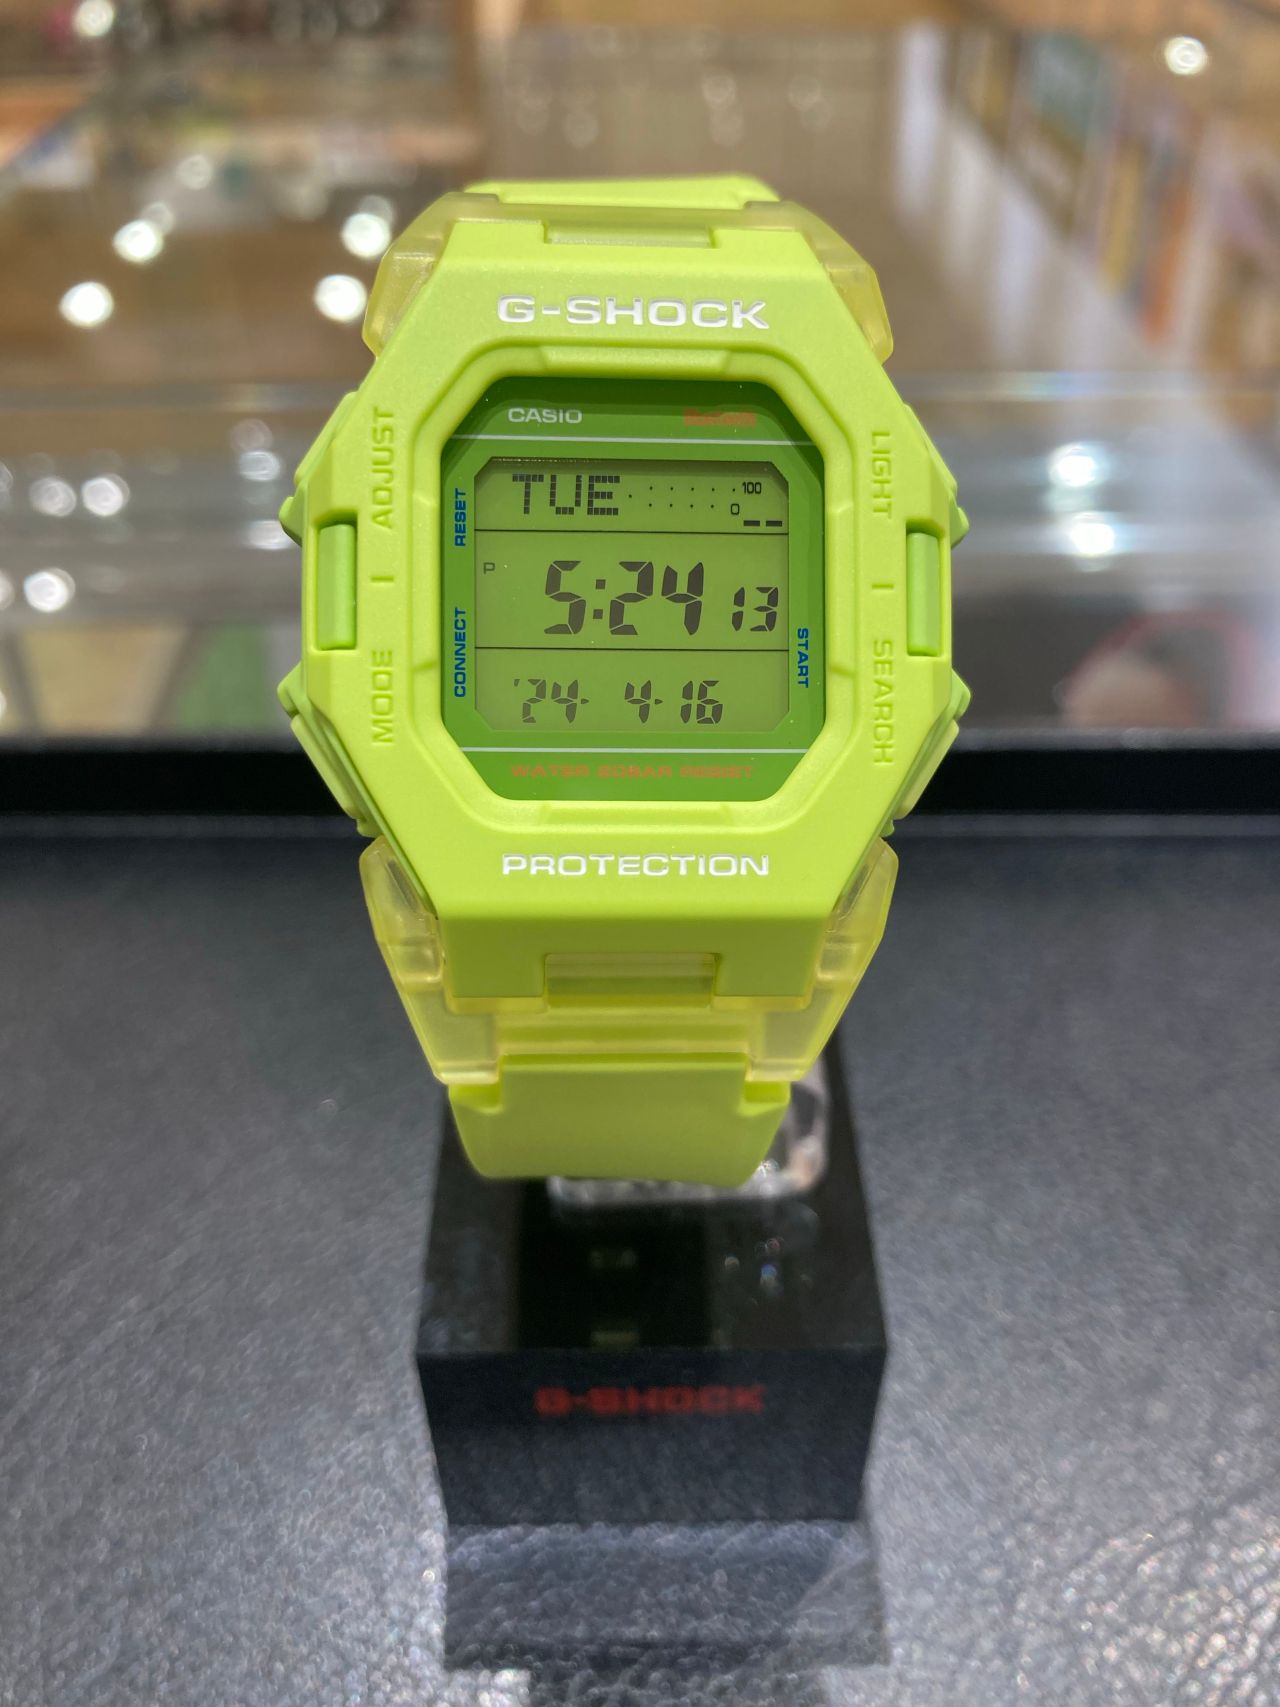 G-SHOCK
CASIO
Bluetooth
ADJUST
LIGHT
RESET
TUE
100
0
P
5:24 13
CONNECT
START
MODE
SEARCH
'24- 4-16
WATER 20BAR RESIST
PROTECTION
G-SHOCK